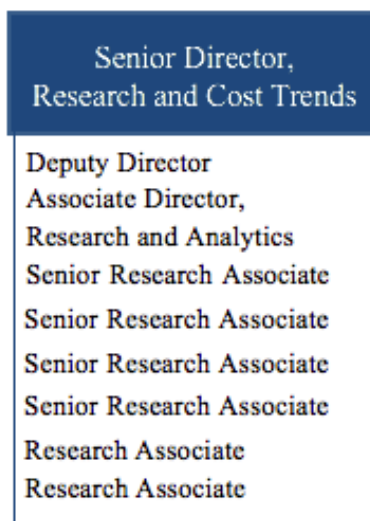 Senior Director,
Research and Cost Trends
Deputy Director
Associate Director,
Research and Analytics
Senior Research Associate
Senior Research Associate
Senior Research Associate
Senior Research Associate
Research Associate
Research Associate